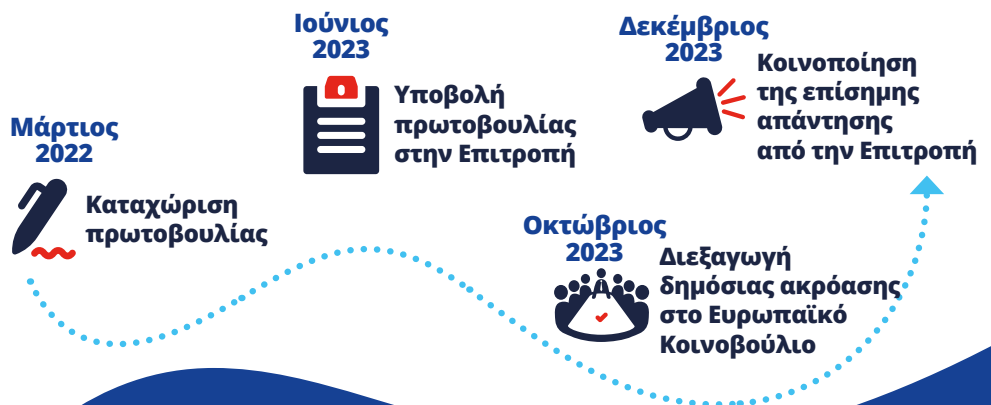 Μάρτιος
2022
Καταχώριση
πρωτοβουλίας
Ιούνιος
2023
Υποβολή
πρωτοβουλίας
στην Επιτροπή
Οκτώβριος
2023
Διεξαγωγή
δημόσιας ακρόασης
στο Ευρωπαϊκό
Κοινοβούλιο
Δεκέμβριος
2023
Κοινοποίηση
της επίσημης
απάντησης
από την Επιτροπή